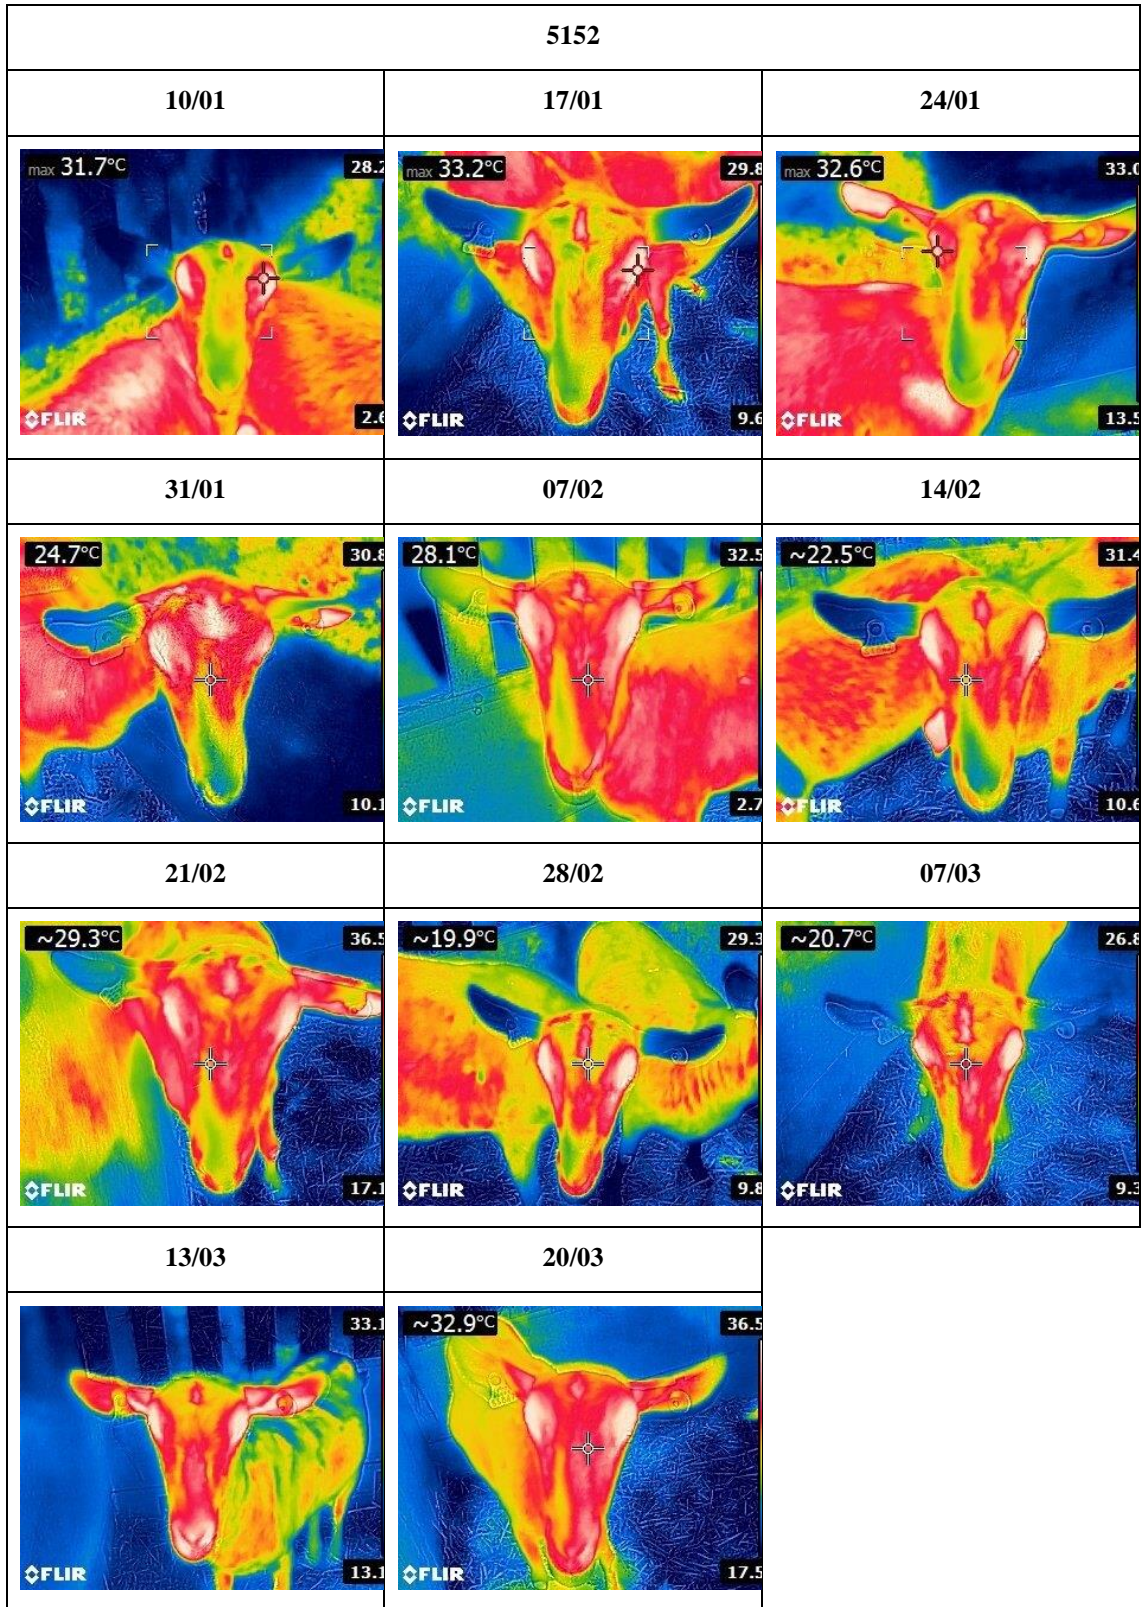 5152
10/01 17/01 24/01
max 31.7°C 28.2 max 33.2°C 29.8 max 32.6°C 33.0
◇FLIR 2.6 ◇FLIR 9.6 ◇FLIR 13.5
31/01 07/02 14/02
24.7°C 30.8 28.1°C 32.5 ~22.5°C 31.4
◇FLIR 10.1 ◇FLIR 2.7 ◇FLIR 10.6
21/02 28/02 07/03
~29.3°C 36.5 ~19.9°C 29.3 ~20.7°C 26.8
◇FLIR 17.1 ◇FLIR 9.8 ◇FLIR 9.3
13/03 20/03
33.1 ~32.9°C 36.5
◇FLIR 13.1 ◇FLIR 17.5